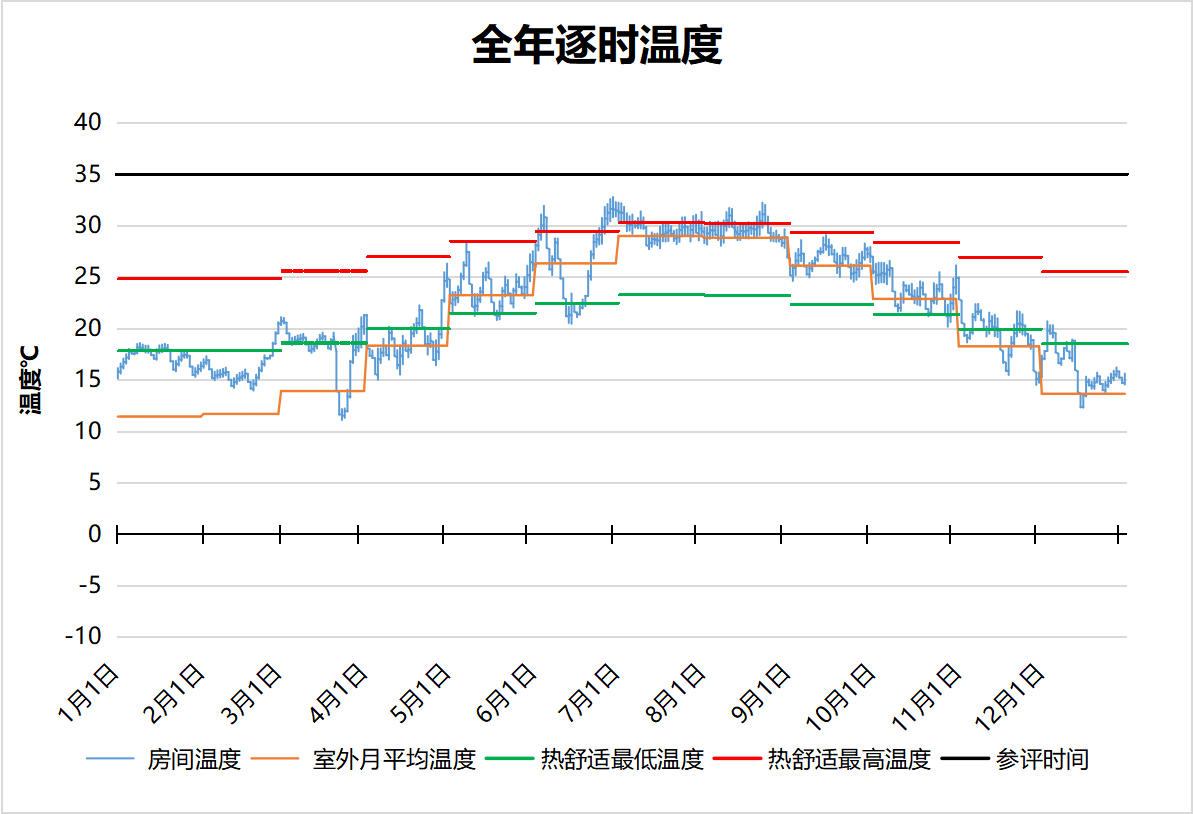 全年逐时温度
40
35
30
25
20
15
10
5
0
-5
-10
温度℃
1月1日
2月1日
3月1日
4月1日
5月1日
6月1日
7月1日
8月1日
9月1日
10月1日
11月1日
12月1日
房间温度 室外月平均温度 热舒适最低温度 热舒适最高温度 参评时间